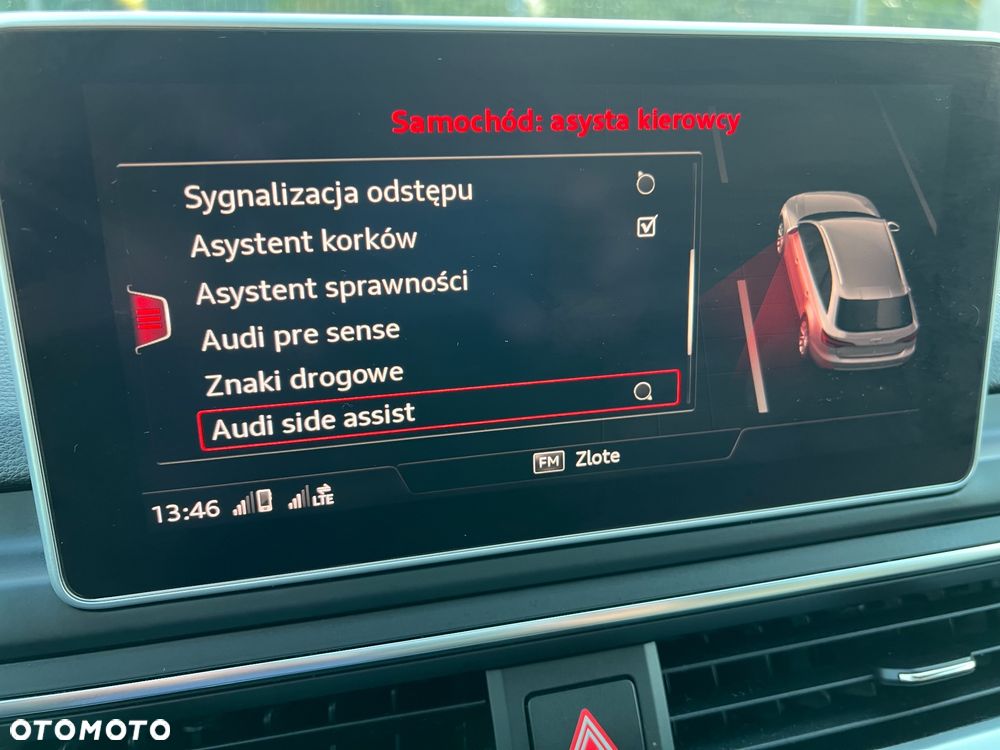 Samochód: asysta kierowcy
Sygnalizacja odstępu
Asystent korków
Asystent sprawności
Audi pre sense
Znaki drogowe
Audi side assist
FM Zlote
13:46 LTE
OTOMOTO